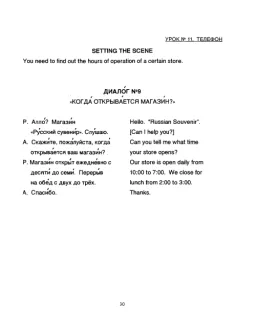 УРОК № 11. ТЕЛЕФОН
SETTING THE SCENE
You need to find out the hours of operation of a certain store.
ДИАЛО́Г №9
«КОГДА́ ОТКРЫВА́ЕТСЯ МАГАЗИ́Н?»
Р. Алло́? Магази́н Hello. "Russian Souvenir".
«Ру́сский сувени́р». Слу́шаю. [Can I help you?]
А. Скажи́те, пожа́луйста, когда́ Can you tell me what time
открыва́ется ваш магази́н? your store opens?
Р. Магази́н откры́т ежедне́вно с Our store is open daily from
десяти́ до семи́. Переры́в 10:00 to 7:00. We close for
на обе́д с двух до трёх. lunch from 2:00 to 3:00.
А. Спаси́бо. Thanks.